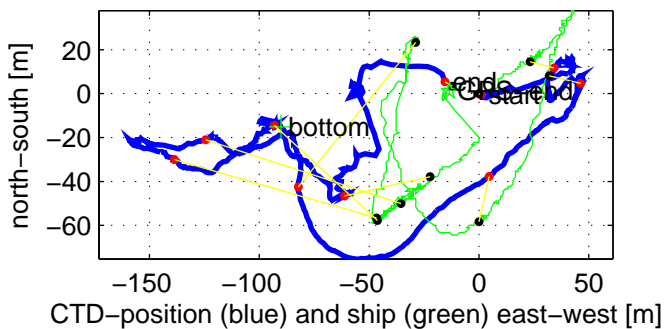 20
0
−20
−40
−60
north−south [m]
ends
start
end
bottom
−150
−100
−50
0
50
CTD−position (blue) and ship (green) east−west [m]